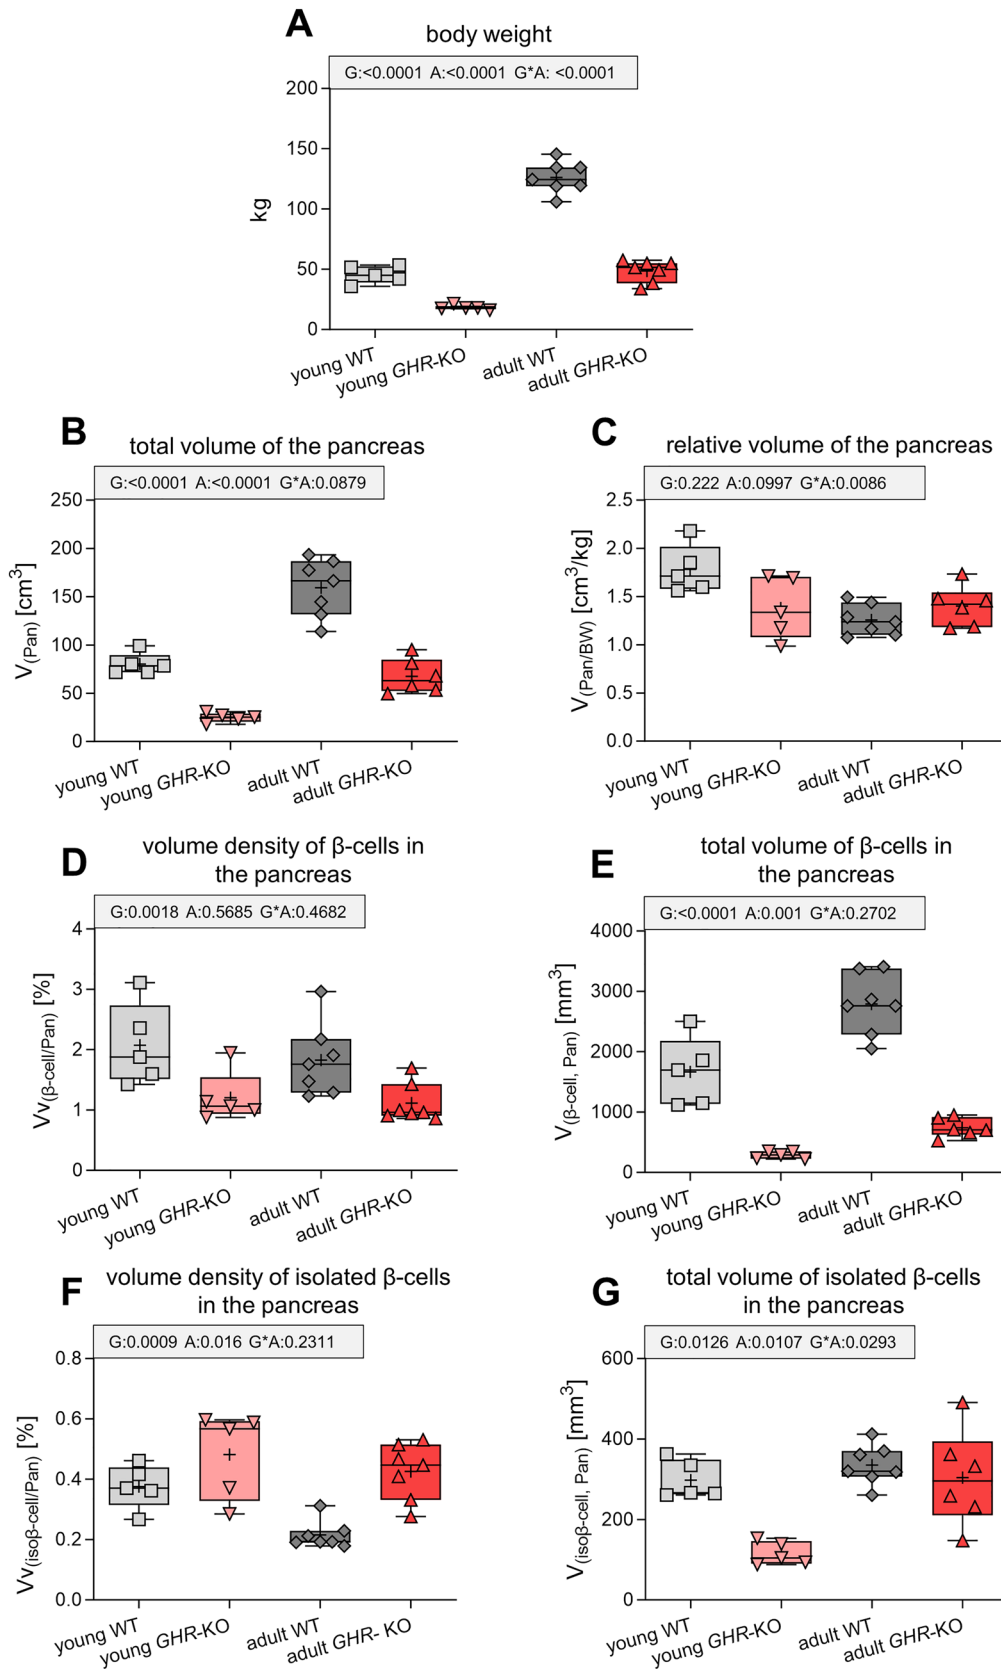 A
body weight
G:<0.0001 A:<0.0001 G*A: <0.0001
200
150
100
50
0
kg
young WT
young GHR-KO
adult WT
adult GHR-KO
B
total volume of the pancreas
G:<0.0001 A:<0.0001 G*A:0.0879
250
200
150
100
50
0
V(Pan) [cm³]
young WT
young GHR-KO
adult WT
adult GHR-KO
C
relative volume of the pancreas
G:0.222 A:0.0997 G*A:0.0086
2.5
2.0
1.5
1.0
0.5
0.0
V(Pan/BW) [cm³/kg]
young WT
young GHR-KO
adult WT
adult GHR-KO
D
volume density of β-cells in
the pancreas
G:0.0018 A:0.5685 G*A:0.4682
4
3
2
1
0
Vv(β-cell/Pan) [%]
young WT
young GHR-KO
adult WT
adult GHR-KO
E
total volume of β-cells in
the pancreas
G:<0.0001 A:0.001 G*A:0.2702
4000
3000
2000
1000
0
V(β-cell, Pan) [mm³]
young WT
young GHR-KO
adult WT
adult GHR-KO
F
volume density of isolated β-cells
in the pancreas
G:0.0009 A:0.016 G*A:0.2311
0.8
0.6
0.4
0.2
0.0
Vv(isoβ-cell/Pan) [%]
young WT
young GHR-KO
adult WT
adult GHR- KO
G
total volume of isolated β-cells
in the pancreas
G:0.0126 A:0.0107 G*A:0.0293
600
400
200
0
V(isoβ-cell, Pan) [mm³]
young WT
young GHR-KO
adult WT
adult GHR-KO